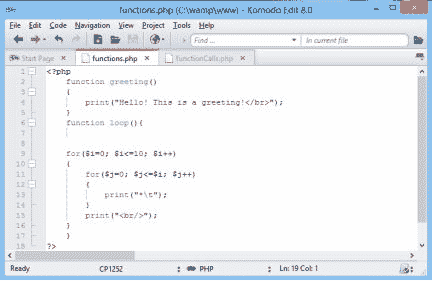 functions.php (C:\wamp\www) - Komodo Edit 8.0
File Edit Code Navigation View Project Tools Help
Find ... in current file
Start Page functions.php functionCalls.php
1 <?php
2 function greeting()
3 {
4 print("Hello! This is a greeting!</br>");
5 }
6 function loop(){
7
8
9 for($i=0; $i<=10; $i++)
10 {
11 for($j=0; $j<=$i; $j++)
12 {
13 print("*\t");
14 }
15 print("<br/>");
16 }
17 }
18 ?>
Ready CP1252 PHP Ln: 19 Col: 1